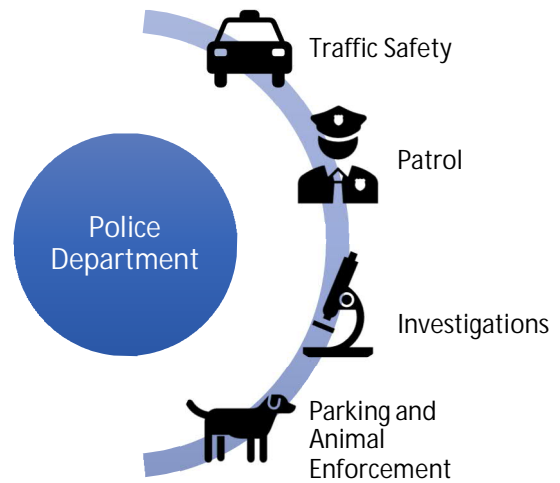 Traffic Safety
Patrol
Police
Department
Investigations
Parking and
Animal
Enforcement